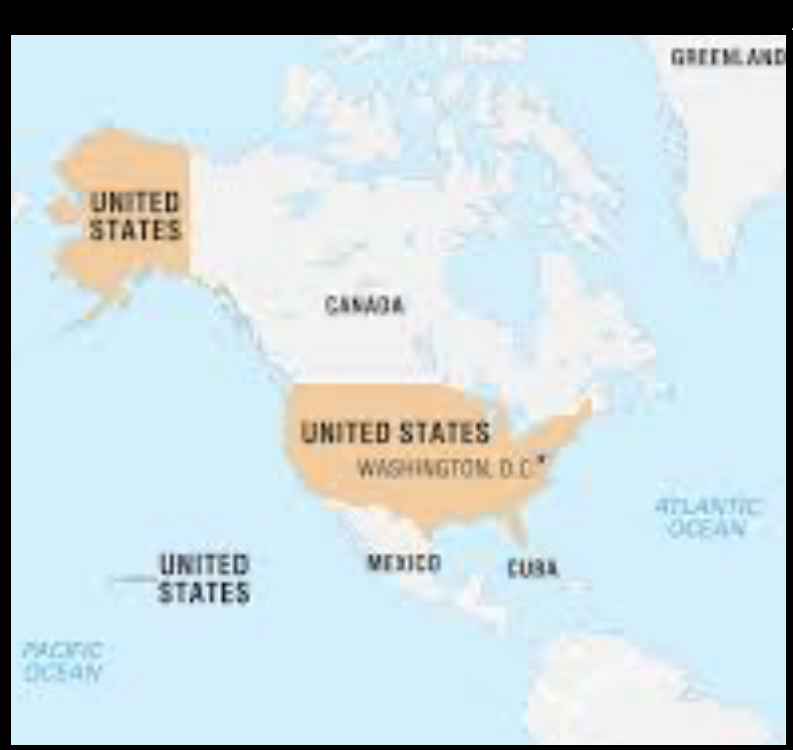 GREENLAND
UNITED
STATES
CANADA
UNITED STATES
WASHINGTON, D.C.
ATLANTIC
OCEAN
UNITED
STATES
MEXICO
CUBA
PACIFIC
OCEAN